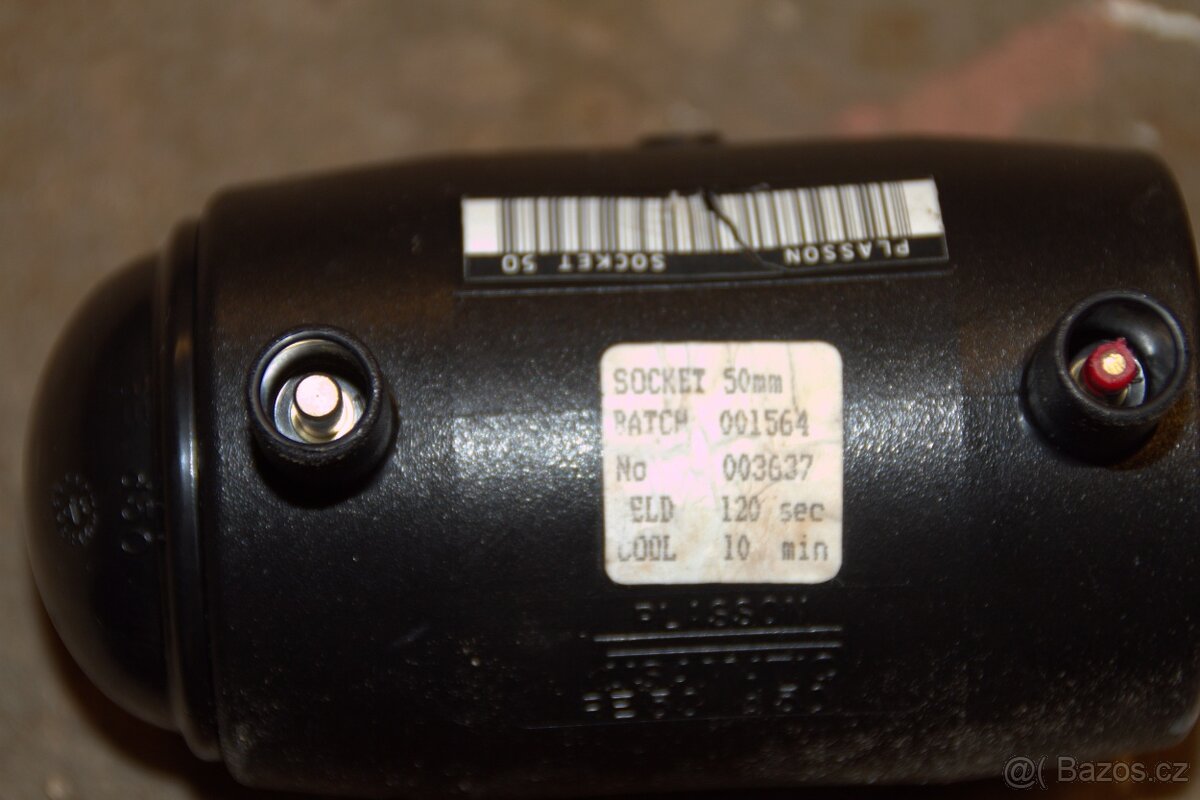 PLASSON SOCKET 50
SOCKET 50mm
BATCH 001564
No 003637
ELD 120 sec
COOL 10 min
PLASSON
@( Bazos.cz